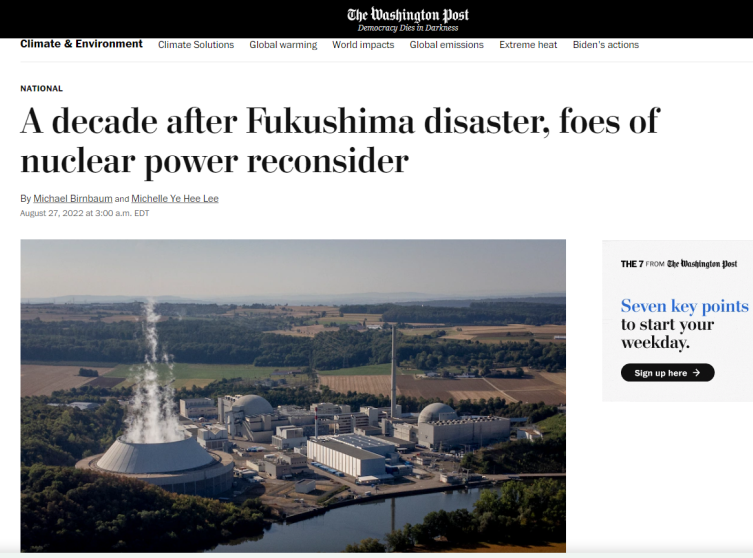 The Washington Post
Democracy Dies in Darkness
Climate & Environment Climate Solutions Global warming World impacts Global emissions Extreme heat Biden's actions
NATIONAL
A decade after Fukushima disaster, foes of
nuclear power reconsider
By Michael Birnbaum and Michelle Ye Hee Lee
August 27, 2022 at 3:00 a.m. EDT
THE 7 FROM The Washington Post
Seven key points
to start your
weekday.
Sign up here →